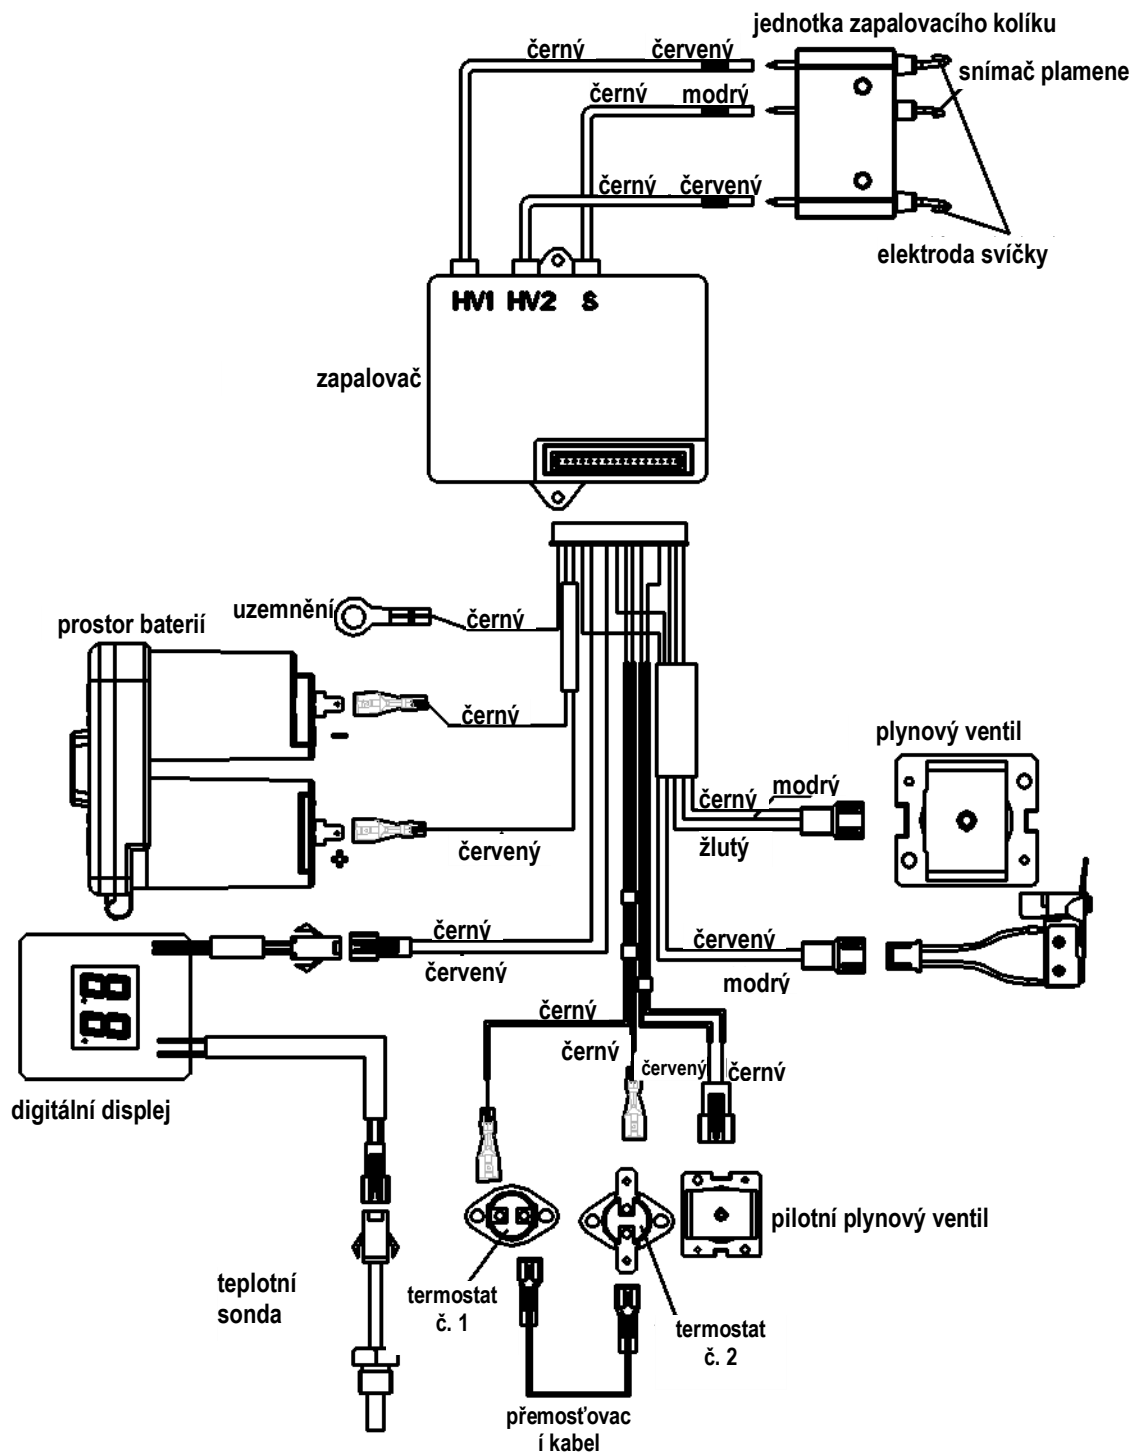 jednotka zapalovacího kolíku
černý
červený
snímač plamene
černý
modrý
černý
červený
elektroda svíčky
HV1 HV2 S
zapalovač
uzemnění
černý
prostor baterií
černý
-
plynový ventil
modrý
černý
červený
+
žlutý
černý
červený
červený
modrý
černý
černý
červený
černý
88
88
digitální displej
pilotní plynový ventil
teplotní
sonda
termostat
č. 1
termostat
č. 2
přemosťovac
í kabel